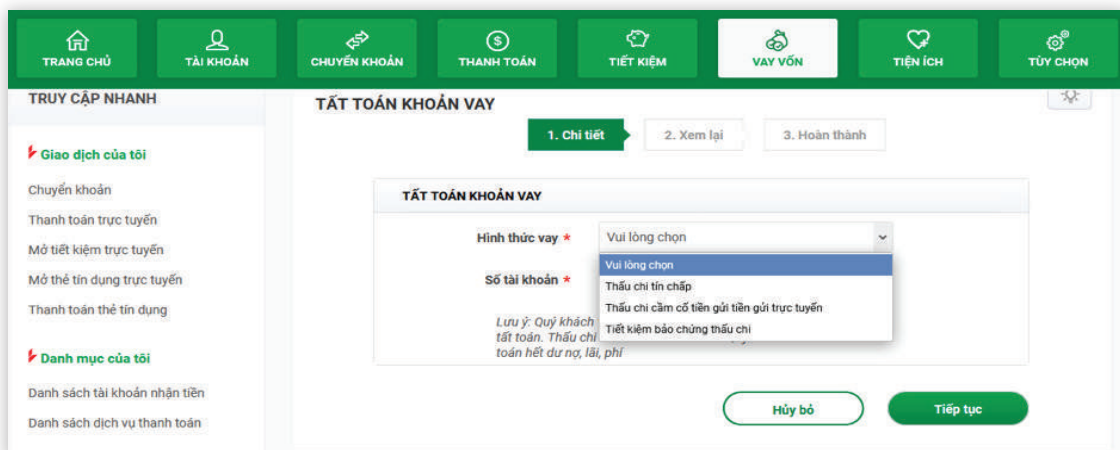 TRANG CHỦ
TÀI KHOẢN
CHUYỂN KHOẢN
THANH TOÁN
TIẾT KIỆM
VAY VỐN
TIỆN ÍCH
TÙY CHỌN
TRUY CẬP NHANH
Giao dịch của tôi
Chuyển khoản
Thanh toán trực tuyến
Mở tiết kiệm trực tuyến
Mở thẻ tín dụng trực tuyến
Thanh toán thẻ tín dụng
Danh mục của tôi
Danh sách tài khoản nhận tiền
Danh sách dịch vụ thanh toán
TẤT TOÁN KHOẢN VAY
1. Chi tiết
2. Xem lại
3. Hoàn thành
TẤT TOÁN KHOẢN VAY
Hình thức vay * Vui lòng chọn
Vui lòng chọn
Số tài khoản *
Thấu chi tín chấp
Thấu chi cầm cố tiền gửi tiền gửi trực tuyến
Tiết kiệm bảo chứng thấu chi
Lưu ý: Quý khách
tất toán. Thấu chi
toán hết dư nợ, lãi, phí
Hủy bỏ
Tiếp tục